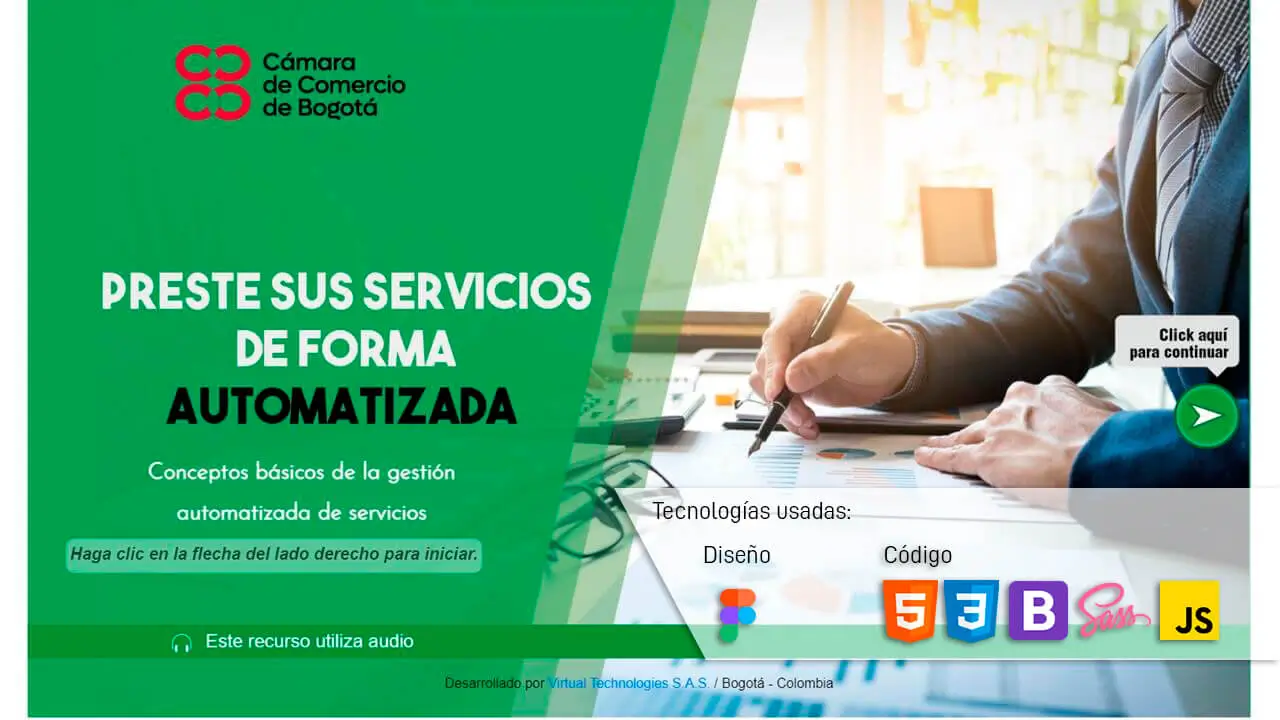 Cámara
de Comercio
de Bogotá
PRESTE SUS SERVICIOS
DE FORMA
AUTOMATIZADA
Conceptos básicos de la gestión
automatizada de servicios
Haga clic en la flecha del lado derecho para iniciar.
Este recurso utiliza audio
Click aquí
para continuar
Tecnologías usadas:
Diseño
Código
5
3
B
Sass
JS
Desarrollado por Virtual Technologies S.A.S. / Bogotá - Colombia